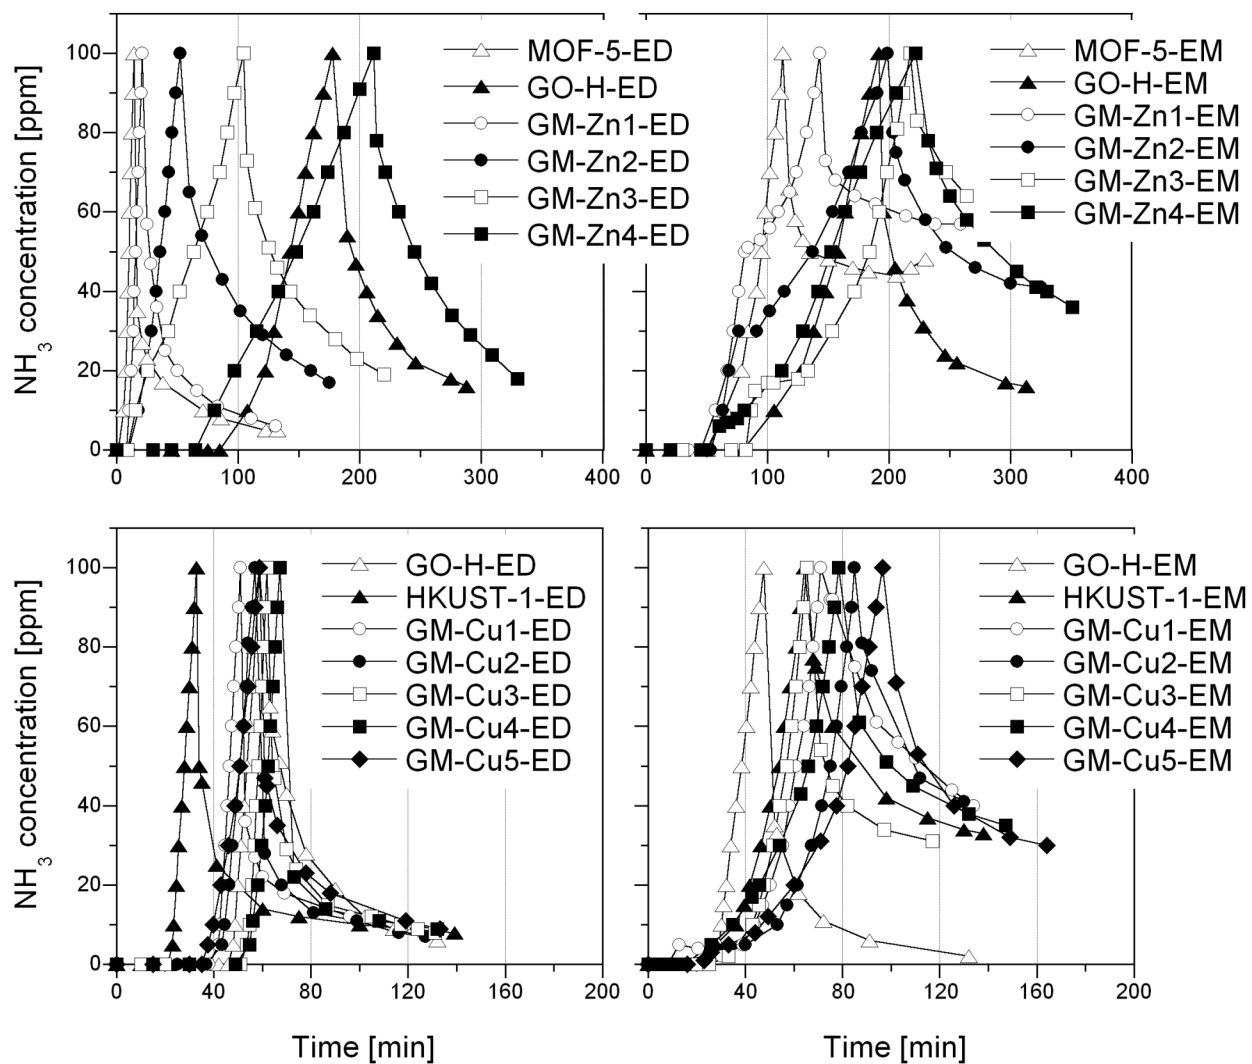 NH3 concentration [ppm]
100
80
60
40
20
0
0 100 200 300 400
MOF-5-ED
GO-H-ED
GM-Zn1-ED
GM-Zn2-ED
GM-Zn3-ED
GM-Zn4-ED
0 100 200 300 400
MOF-5-EM
GO-H-EM
GM-Zn1-EM
GM-Zn2-EM
GM-Zn3-EM
GM-Zn4-EM
NH3 concentration [ppm]
100
80
60
40
20
0
0 40 80 120 160 200
GO-H-ED
HKUST-1-ED
GM-Cu1-ED
GM-Cu2-ED
GM-Cu3-ED
GM-Cu4-ED
GM-Cu5-ED
Time [min]
0 40 80 120 160 200
GO-H-EM
HKUST-1-EM
GM-Cu1-EM
GM-Cu2-EM
GM-Cu3-EM
GM-Cu4-EM
GM-Cu5-EM
Time [min]